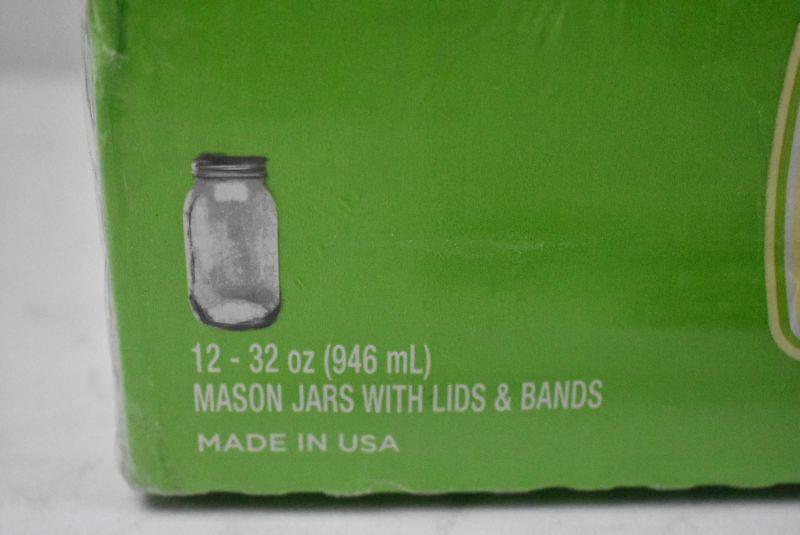 12 - 32 oz (946 mL)
MASON JARS WITH LIDS & BANDS
MADE IN USA